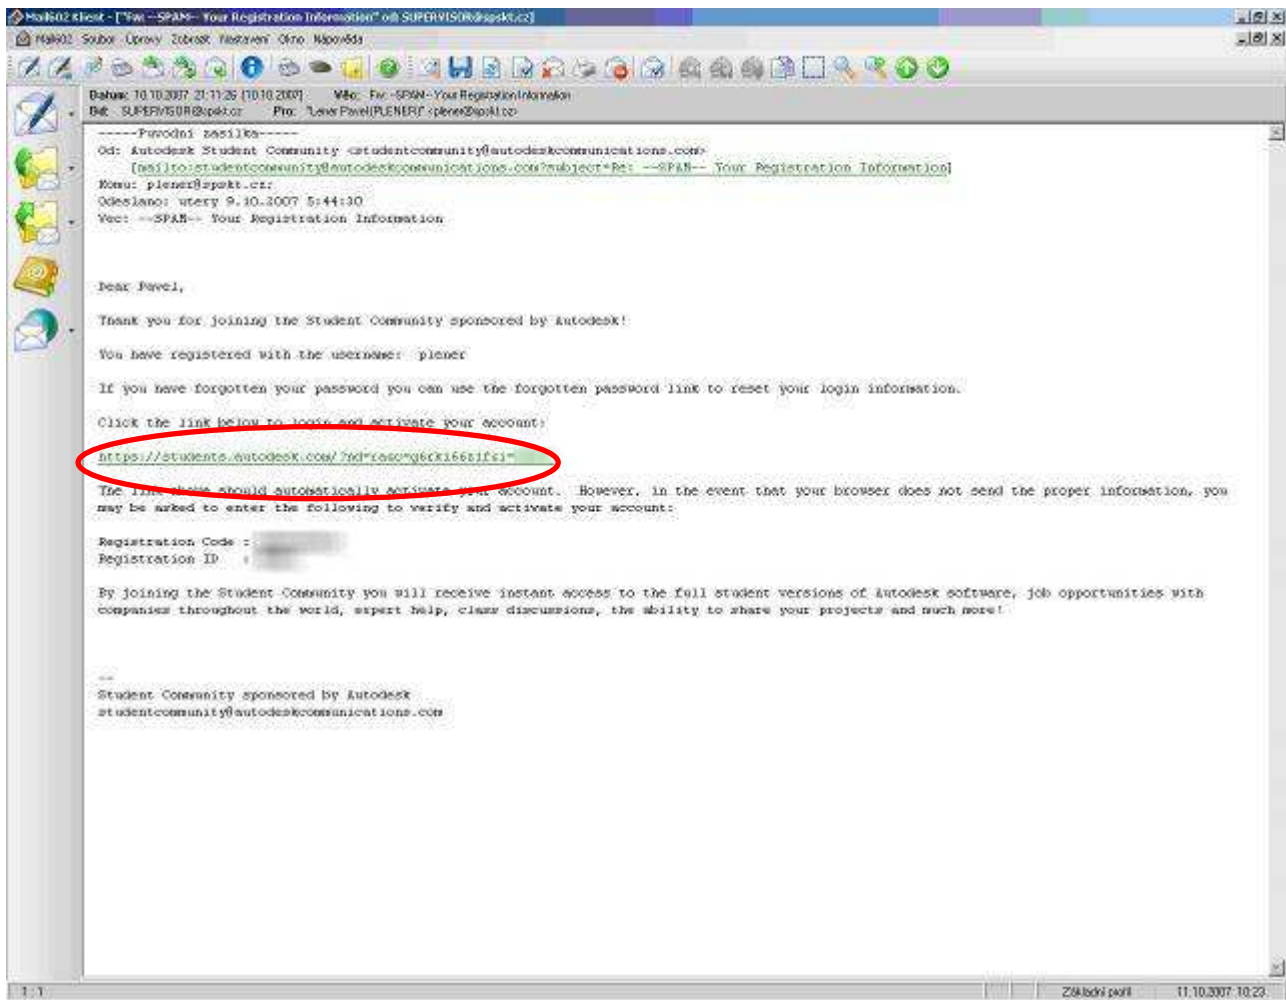 Mail602 Klient - ["Fw: --SPAM-- Your Registration Information" od: SUPERVISOR@spskt.cz]
Mail602 Soubor Úpravy Zobrazit Nastavení Okno Nápověda
Datum: 10.10.2007 21:11:26 (10.10.2007) Věc: Fw: --SPAM-- Your Registration Information
Od: SUPERVISOR@spskt.cz Pro: "Lener Pavel(PLENER)" <plener@spskt.cz>
-----Puvodni zasilka-----
Od: Autodesk Student Community <studentcommunity@autodeskcommunications.com>
[mailto:studentcommunity@autodeskcommunications.com?subject=Re: --SPAM-- Your Registration Information]
Komu: plener@spskt.cz;
Odeslano: utery 9.10.2007 5:44:30
Vec: --SPAM-- Your Registration Information
Dear Pavel,
Thank you for joining the Student Community sponsored by Autodesk!
You have registered with the username: plener
If you have forgotten your password you can use the forgotten password link to reset your login information.
Click the link below to login and activate your account:
https://students.autodesk.com/?nd=
The link above should automatically activate your account. However, in the event that your browser does not send the proper information, you
may be asked to enter the following to verify and activate your account:
Registration Code :
Registration ID :
By joining the Student Community you will receive instant access to the full student versions of Autodesk software, job opportunities with
companies throughout the world, expert help, class discussions, the ability to share your projects and much more!
--
Student Community sponsored by Autodesk
studentcommunity@autodeskcommunications.com
1:1 Základní profil 11.10.2007 10:23